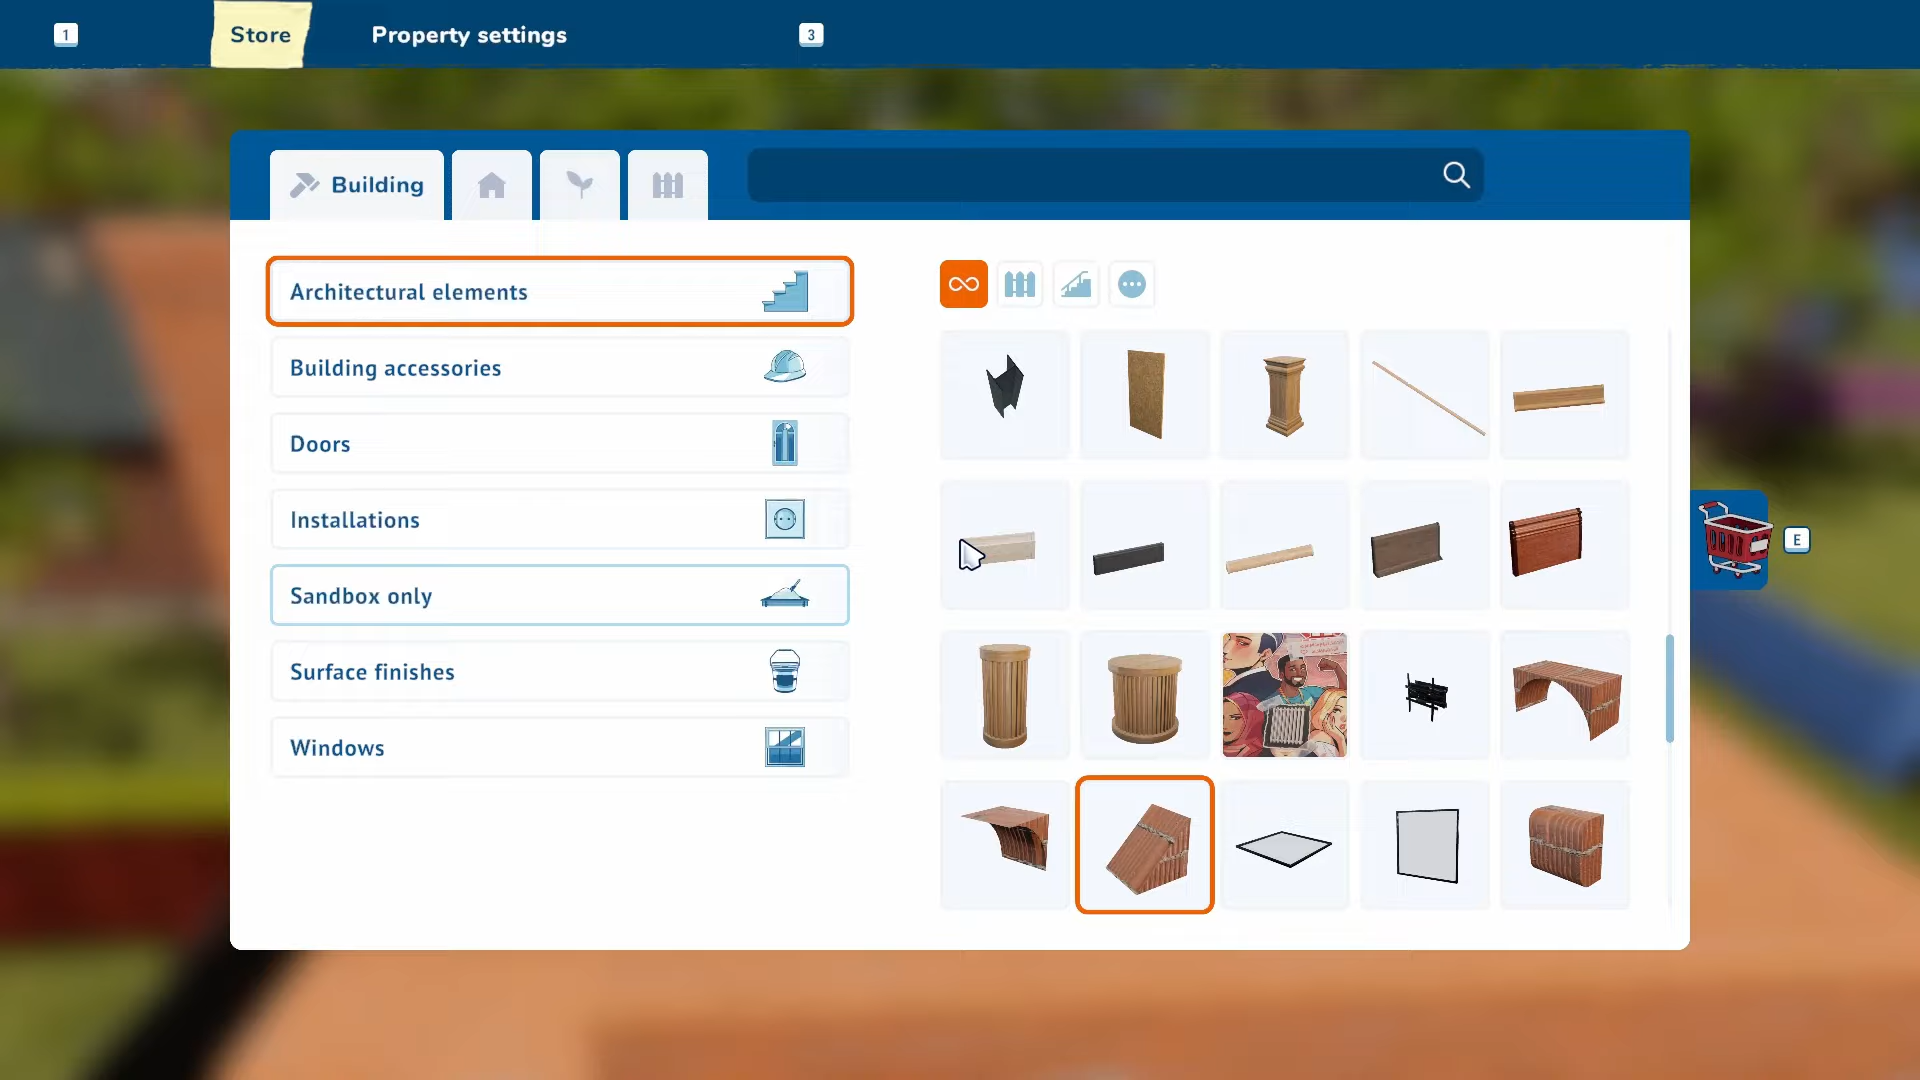 1
Store
Property settings
3
Building
Architectural elements
Building accessories
Doors
Installations
Sandbox only
Surface finishes
Windows
E